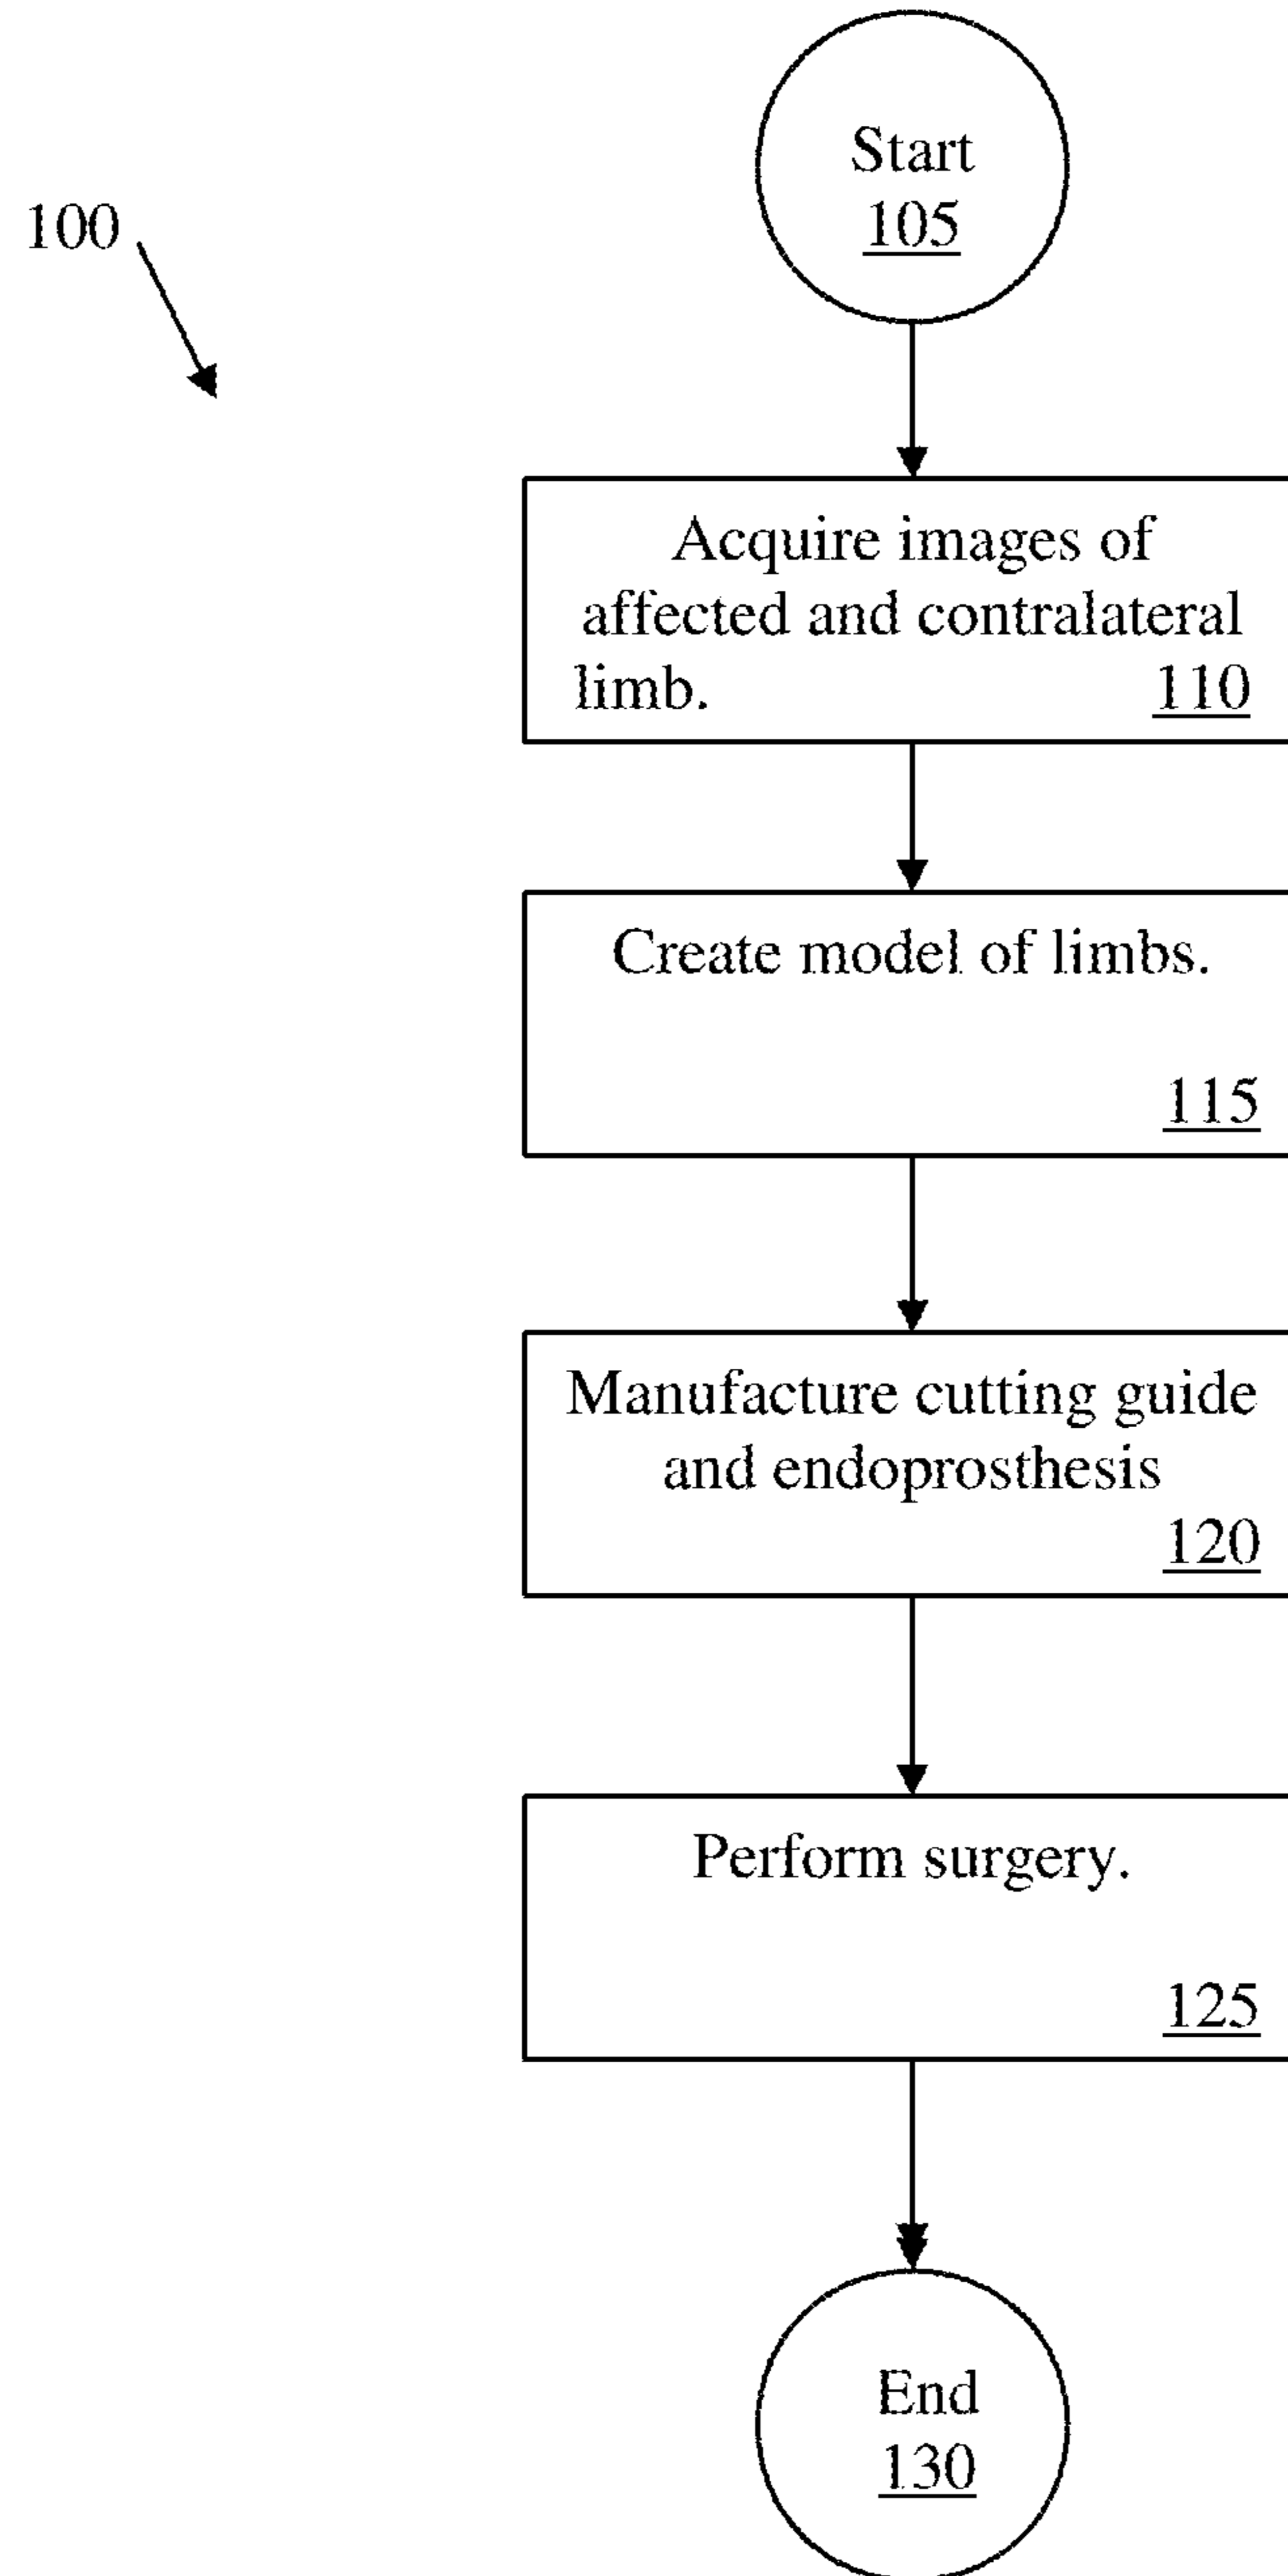 Start
105
100
Acquire images of
affected and contralateral
limb. 110
Create model of limbs.
115
Manufacture cutting guide
and endoprosthesis
120
Perform surgery.
125
End
130